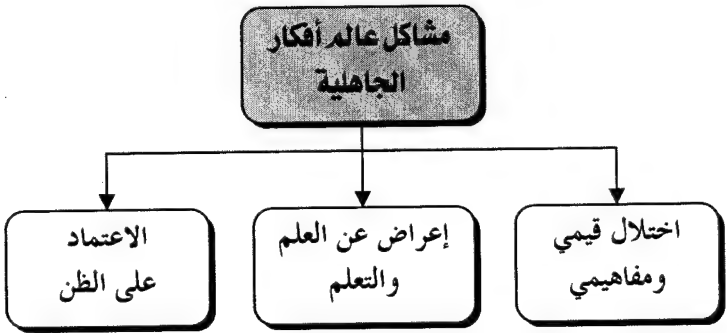 مشاكل عالم أفكار
الجاهلية
اختلال قيمي
ومفاهيمي
إعراض عن العلم
والتعلم
الاعتماد
على الظن